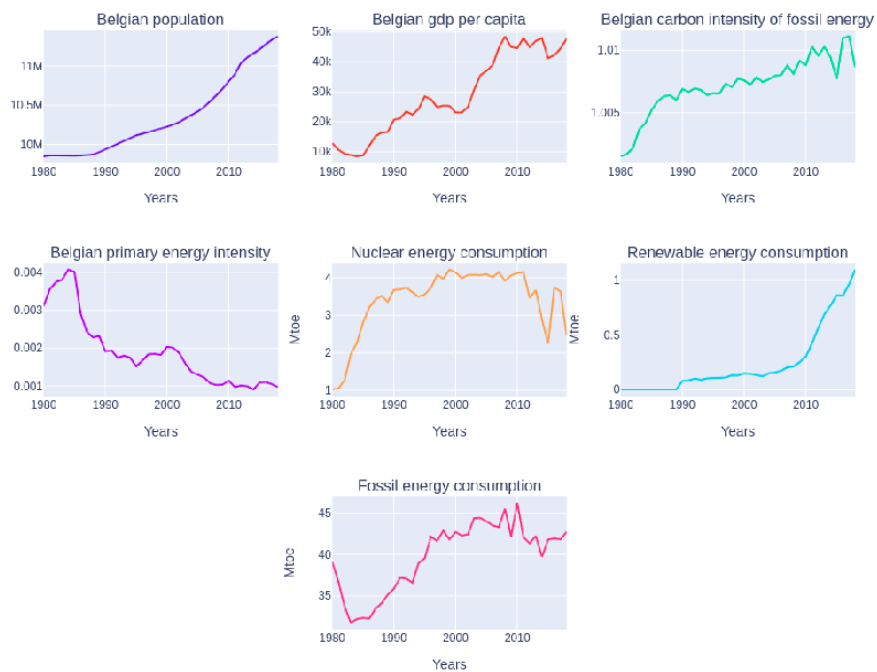 Belgian population
Belgian gdp per capita
Belgian carbon intensity of fossil energy
11M
10.5M
10M
1980
1990
2000
2010
Years
50k
40k
30k
20k
10k
1980
1990
2000
2010
Years
1.01
1.005
1980
1990
2000
2010
Years
Belgian primary energy intensity
Nuclear energy consumption
Renewable energy consumption
0.004
0.003
0.002
0.001
1980
1990
2000
2010
Years
Mtoe
4
3
2
1
1980
1990
2000
2010
Years
Mtoe
1
0.5
0
1980
1990
2000
2010
Years
Fossil energy consumption
Mtoe
45
40
35
1980
1990
2000
2010
Years